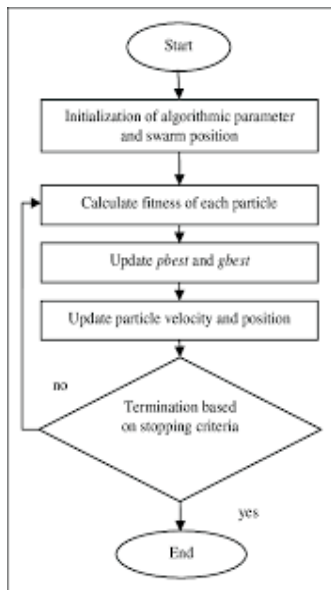 Start
Initialization of algorithmic parameter
and swarm position
Calculate fitness of each particle
Update pbest and gbest
Update particle velocity and position
no
Termination based
on stopping criteria
yes
End